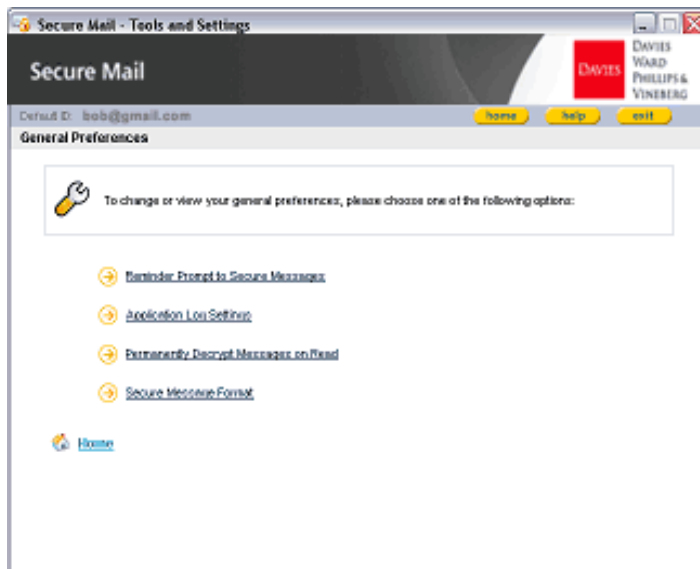 Secure Mail - Tools and Settings
Secure Mail
DAVIES
DAVIES
WARD
PHILLIPS &
VINEBERG
Default ID: bob@gmail.com
home
help
exit
General Preferences
To change or view your general preferences, please choose one of the following options:
Reminder Prompt to Secure Messages
Application Log Settings
Permanently Decrypt Messages on Read
Secure Message Format
Home